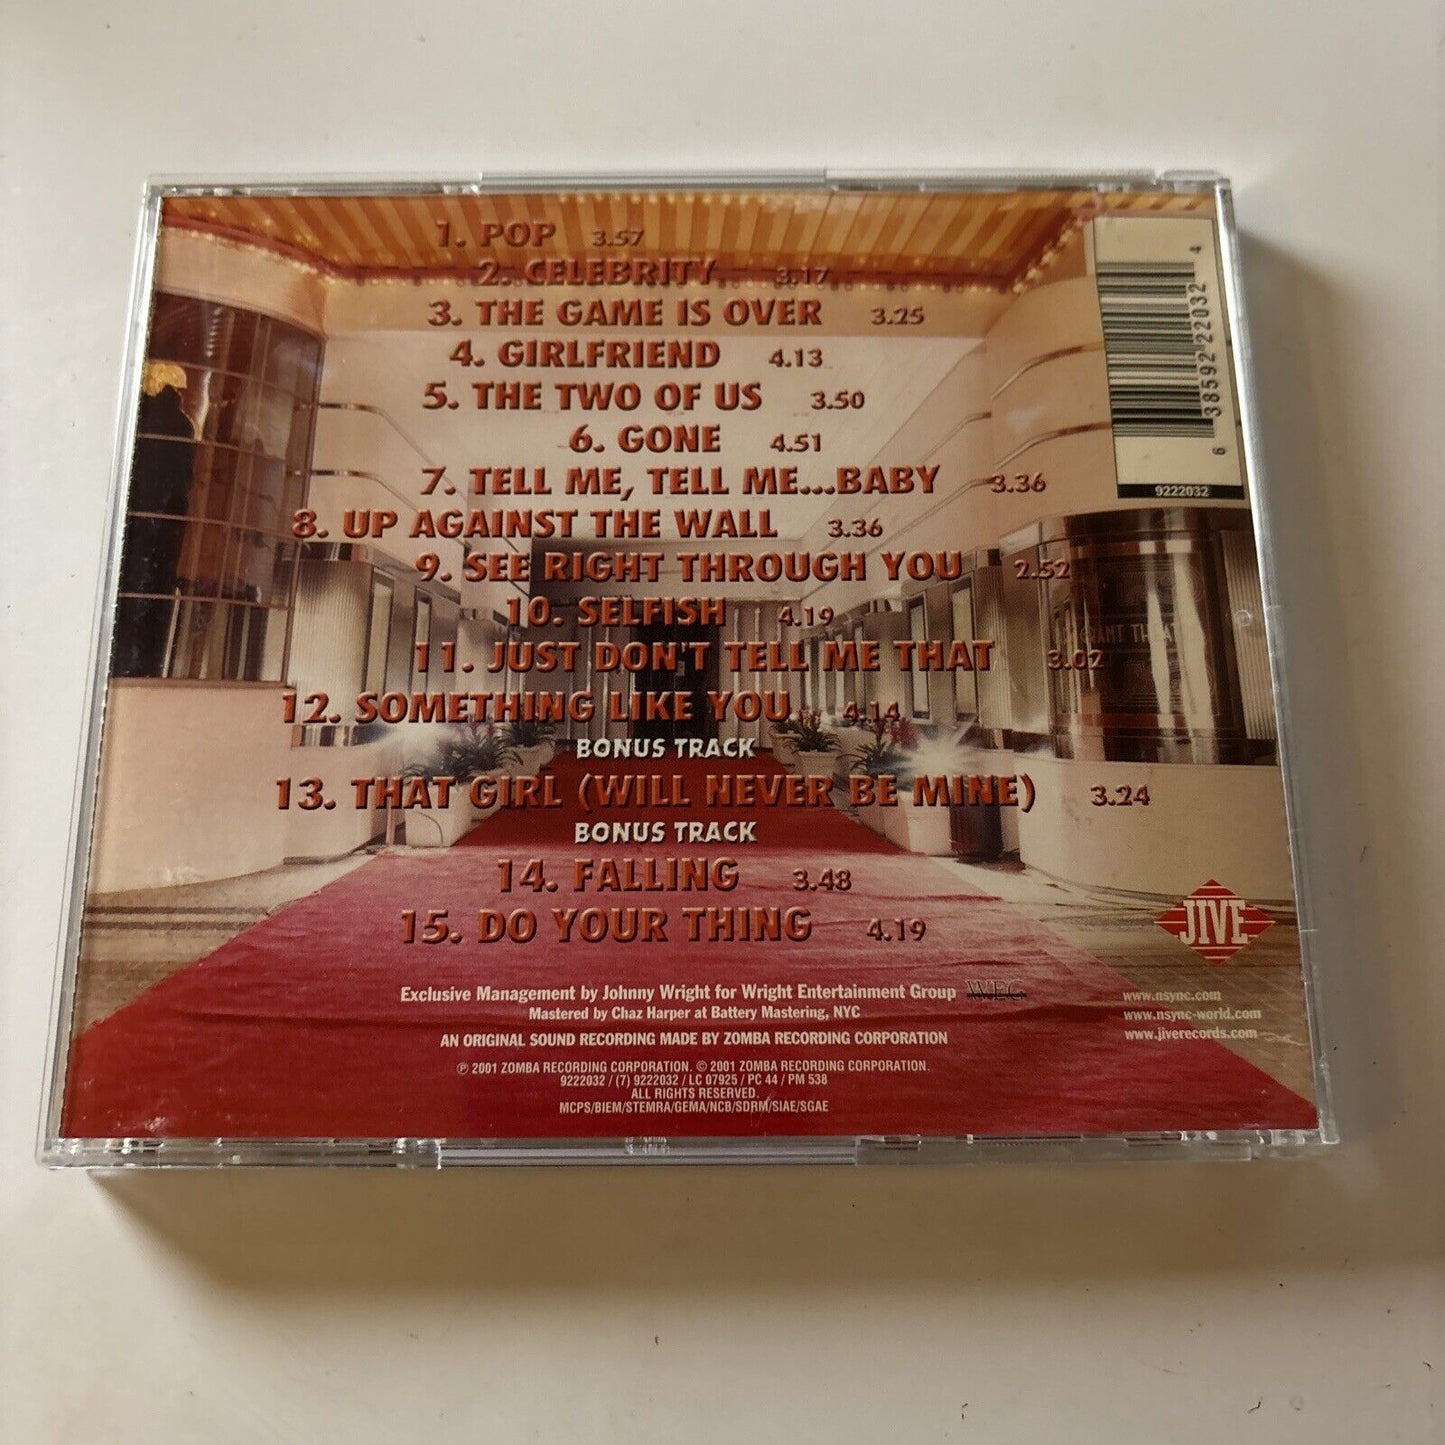 1. POP 3.57
2. CELEBRITY 3.17
3. THE GAME IS OVER 3.25
4. GIRLFRIEND 4.13
5. THE TWO OF US 3.50
6. GONE 4.51
7. TELL ME, TELL ME...BABY 3.36
8. UP AGAINST THE WALL 3.36
9. SEE RIGHT THROUGH YOU 2.52
10. SELFISH 4.19
11. JUST DON'T TELL ME THAT 3.02
12. SOMETHING LIKE YOU 4.14
BONUS TRACK
13. THAT GIRL (WILL NEVER BE MINE) 3.24
BONUS TRACK
14. FALLING 3.48
15. DO YOUR THING 4.19
6 38592 22032 4
9222032
JIVE
Exclusive Management by Johnny Wright for Wright Entertainment Group WEG
Mastered by Chaz Harper at Battery Mastering, NYC
AN ORIGINAL SOUND RECORDING MADE BY ZOMBA RECORDING CORPORATION
℗ 2001 ZOMBA RECORDING CORPORATION. © 2001 ZOMBA RECORDING CORPORATION.
9222032 / (7) 9222032 / LC 07925 / PC 44 / PM 538
ALL RIGHTS RESERVED.
MCPS/BIEM/STEMRA/GEMA/NCB/SDRM/SIAE/SGAE
www.nsync.com
www.nsync-world.com
www.jiverecords.com